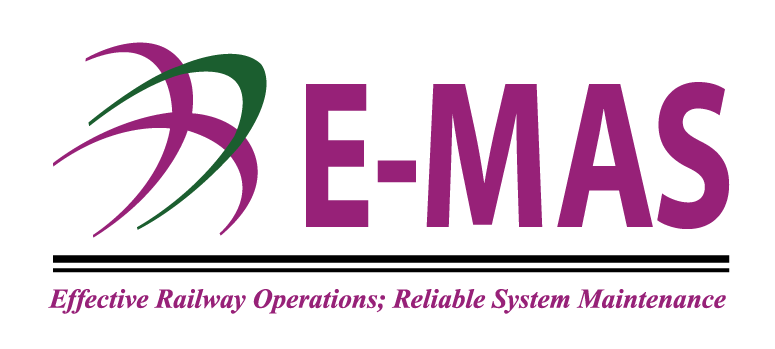 E-MAS
Effective Railway Operations; Reliable System Maintenance